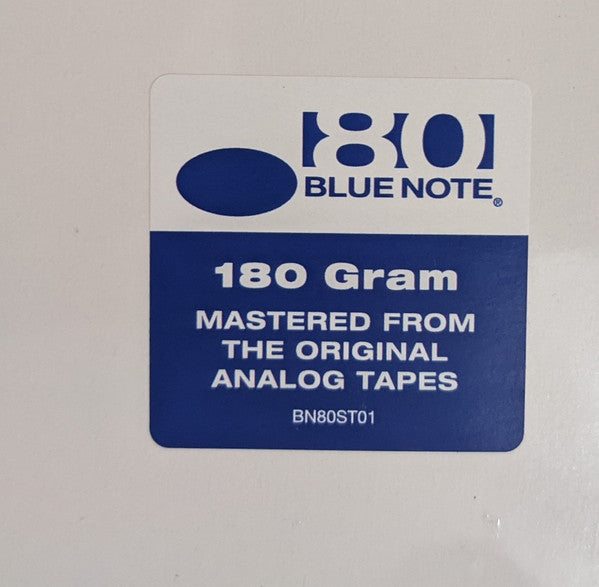 80
BLUE NOTE®
180 Gram
MASTERED FROM
THE ORIGINAL
ANALOG TAPES
BN80ST01